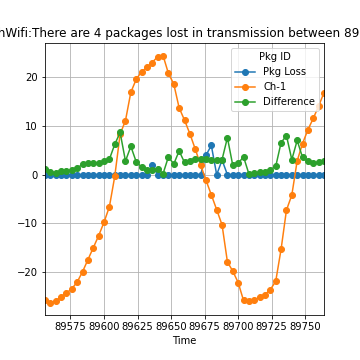 nWifi:There are 4 packages lost in transmission between 89
Pkg ID
Pkg Loss
Ch-1
Difference
20
10
0
−10
−20
89575 89600 89625 89650 89675 89700 89725 89750
Time